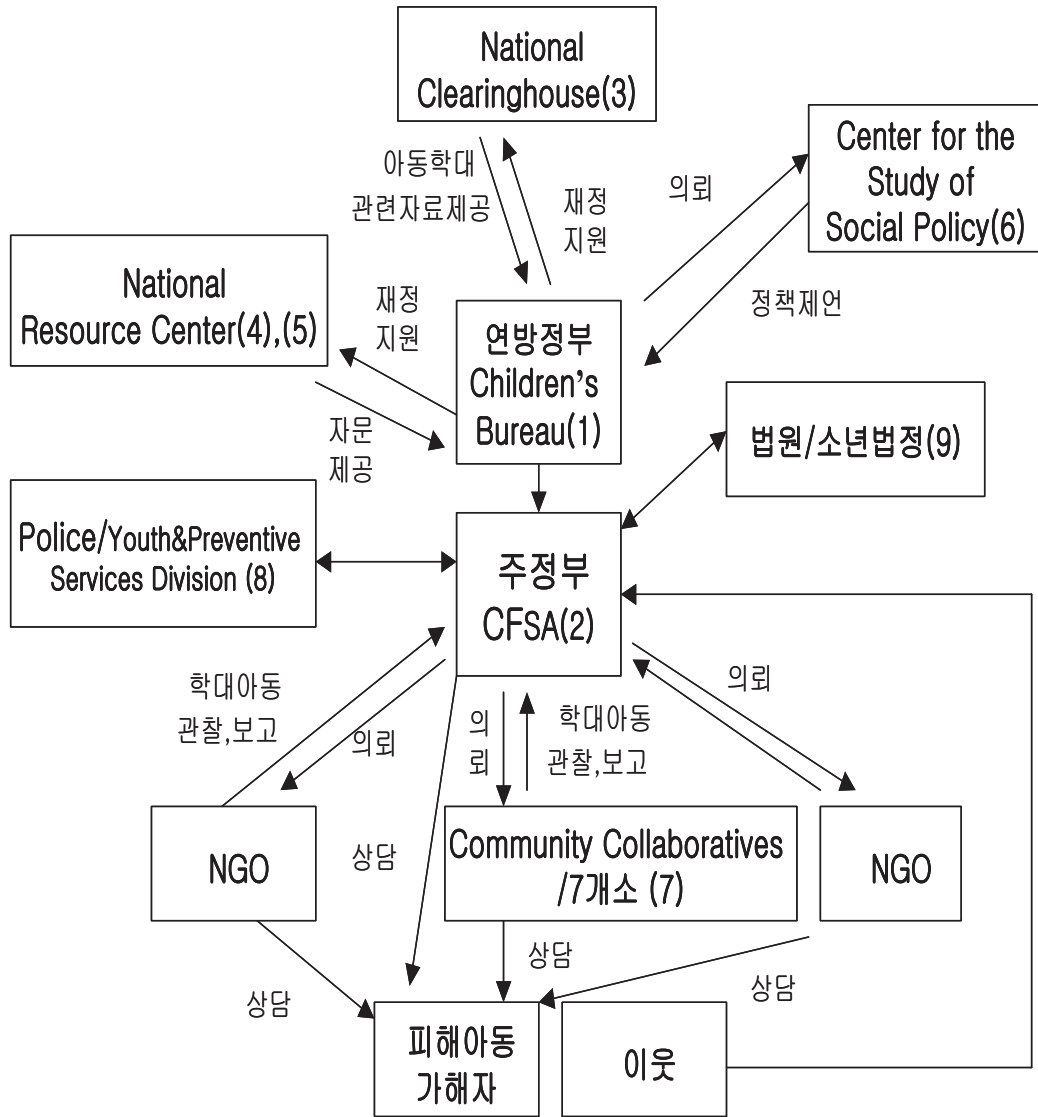 National
Clearinghouse(3)
아동학대
관련자료제공
재정
지원
의뢰
Center for the
Study of
Social Policy(6)
정책제언
National
Resource Center(4),(5)
재정
지원
자문
제공
연방정부
Children's
Bureau(1)
법원/소년법정(9)
Police/Youth&Preventive
Services Division (8)
주정부
CFSA(2)
학대아동
관찰,보고
의뢰
의
뢰
학대아동
관찰,보고
의뢰
NGO
상담
Community Collaboratives
/7개소 (7)
NGO
상담
상담
상담
피해아동
가해자
이웃